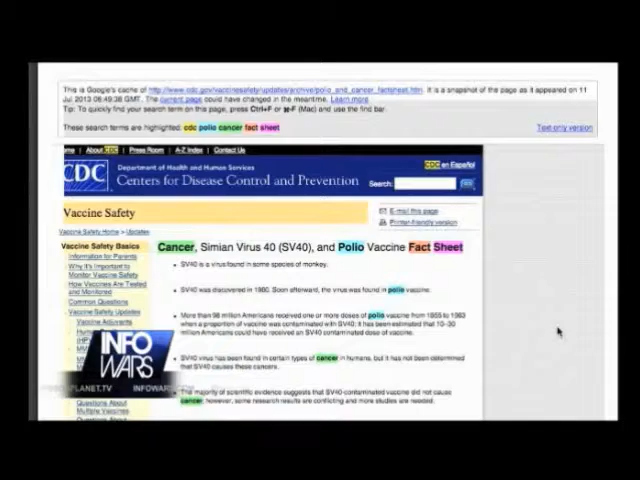 This is Google's cache of http://www.cdc.gov/vaccinesafety/updates/archive/polio_and_cancer_factsheet.htm. It is a snapshot of the page as it appeared on 11
Jul 2013 08:49:38 GMT. The current page could have changed in the meantime. Learn more
Tip: To quickly find your search term on this page, press Ctrl+F or ⌘-F (Mac) and use the find bar.
These search terms are highlighted: cdc polio cancer fact sheet
Text-only version
About CDC Press Room A-Z Index Contact Us
CDC en Español
CDC
Department of Health and Human Services
Centers for Disease Control and Prevention
Search:
Vaccine Safety
E-mail this page
Printer-friendly version
Vaccine Safety Home > Updates
Vaccine Safety Basics
Information for Parents
Why It's Important to
Monitor Vaccine Safety
How Vaccines Are Tested
and Monitored
Common Questions
Vaccine Safety Updates
Vaccine Adjuvants
Cancer, Simian Virus 40 (SV40), and Polio Vaccine Fact Sheet
• SV40 is a virus found in some species of monkey.
• SV40 was discovered in 1960. Soon afterward, the virus was found in polio vaccine.
• More than 98 million Americans received one or more doses of polio vaccine from 1955 to 1963
when a proportion of vaccine was contaminated with SV40; it has been estimated that 10–30
million Americans could have received an SV40 contaminated dose of vaccine.
• SV40 virus has been found in certain types of cancer in humans, but it has not been determined
that SV40 causes these cancers.
• The majority of scientific evidence suggests that SV40-contaminated vaccine did not cause
cancer; however, some research results are conflicting and more studies are needed.
INFO
WARS
PLANET.TV INFOWARS
Questions About
Multiple Vaccines
Questions About